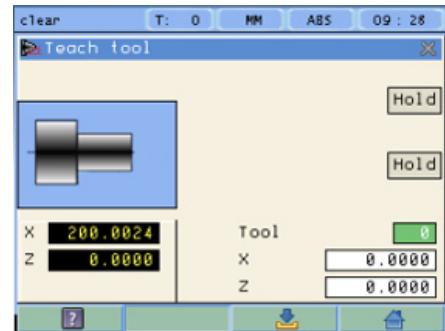 clear T: 0 MM ABS 09 : 28
Teach tool
Hold
Hold
X 200.0024 Tool 0
Z 0.0000 X 0.0000
Z 0.0000
?